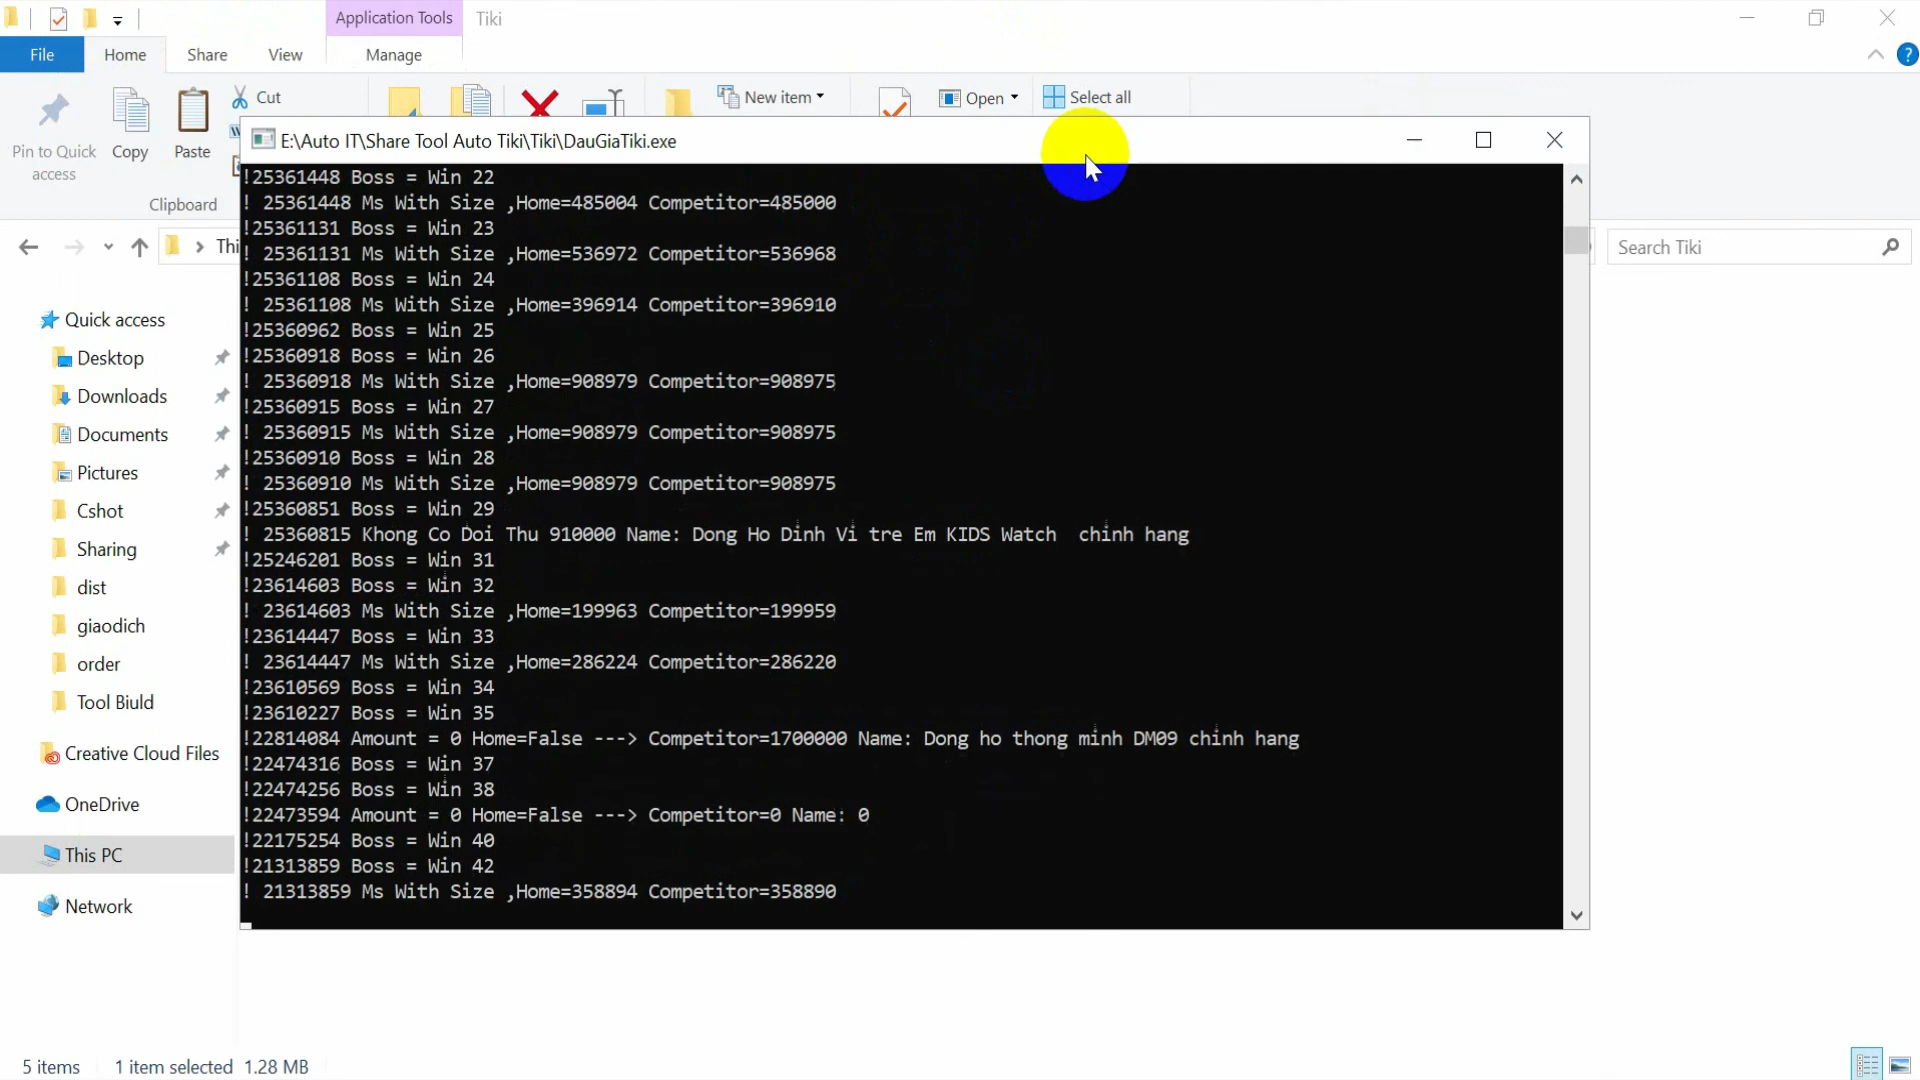 Application Tools
Tiki
File
Home
Share
View
Manage
Pin to Quick access
Copy
Paste
Cut
New item
Open
Select all
Clipboard
E:\Auto IT\Share Tool Auto Tiki\Tiki\DauGiaTiki.exe
Thi
Search Tiki
Quick access
Desktop
Downloads
Documents
Pictures
Cshot
Sharing
dist
giaodich
order
Tool Biuld
Creative Cloud Files
OneDrive
This PC
Network
!25361448 Boss = Win 22
! 25361448 Ms With Size ,Home=485004 Competitor=485000
!25361131 Boss = Win 23
! 25361131 Ms With Size ,Home=536972 Competitor=536968
!25361108 Boss = Win 24
! 25361108 Ms With Size ,Home=396914 Competitor=396910
!25360962 Boss = Win 25
!25360918 Boss = Win 26
! 25360918 Ms With Size ,Home=908979 Competitor=908975
!25360915 Boss = Win 27
! 25360915 Ms With Size ,Home=908979 Competitor=908975
!25360910 Boss = Win 28
! 25360910 Ms With Size ,Home=908979 Competitor=908975
!25360851 Boss = Win 29
! 25360815 Khong Co Doi Thu 910000 Name: Dong Ho Dinh Vi tre Em KIDS Watch  chinh hang
!25246201 Boss = Win 31
!23614603 Boss = Win 32
! 23614603 Ms With Size ,Home=199963 Competitor=199959
!23614447 Boss = Win 33
! 23614447 Ms With Size ,Home=286224 Competitor=286220
!23610569 Boss = Win 34
!23610227 Boss = Win 35
!22814084 Amount = 0 Home=False ---> Competitor=1700000 Name: Dong ho thong minh DM09 chinh hang
!22474316 Boss = Win 37
!22474256 Boss = Win 38
!22473594 Amount = 0 Home=False ---> Competitor=0 Name: 0
!22175254 Boss = Win 40
!21313859 Boss = Win 42
! 21313859 Ms With Size ,Home=358894 Competitor=358890
5 items
1 item selected 1.28 MB